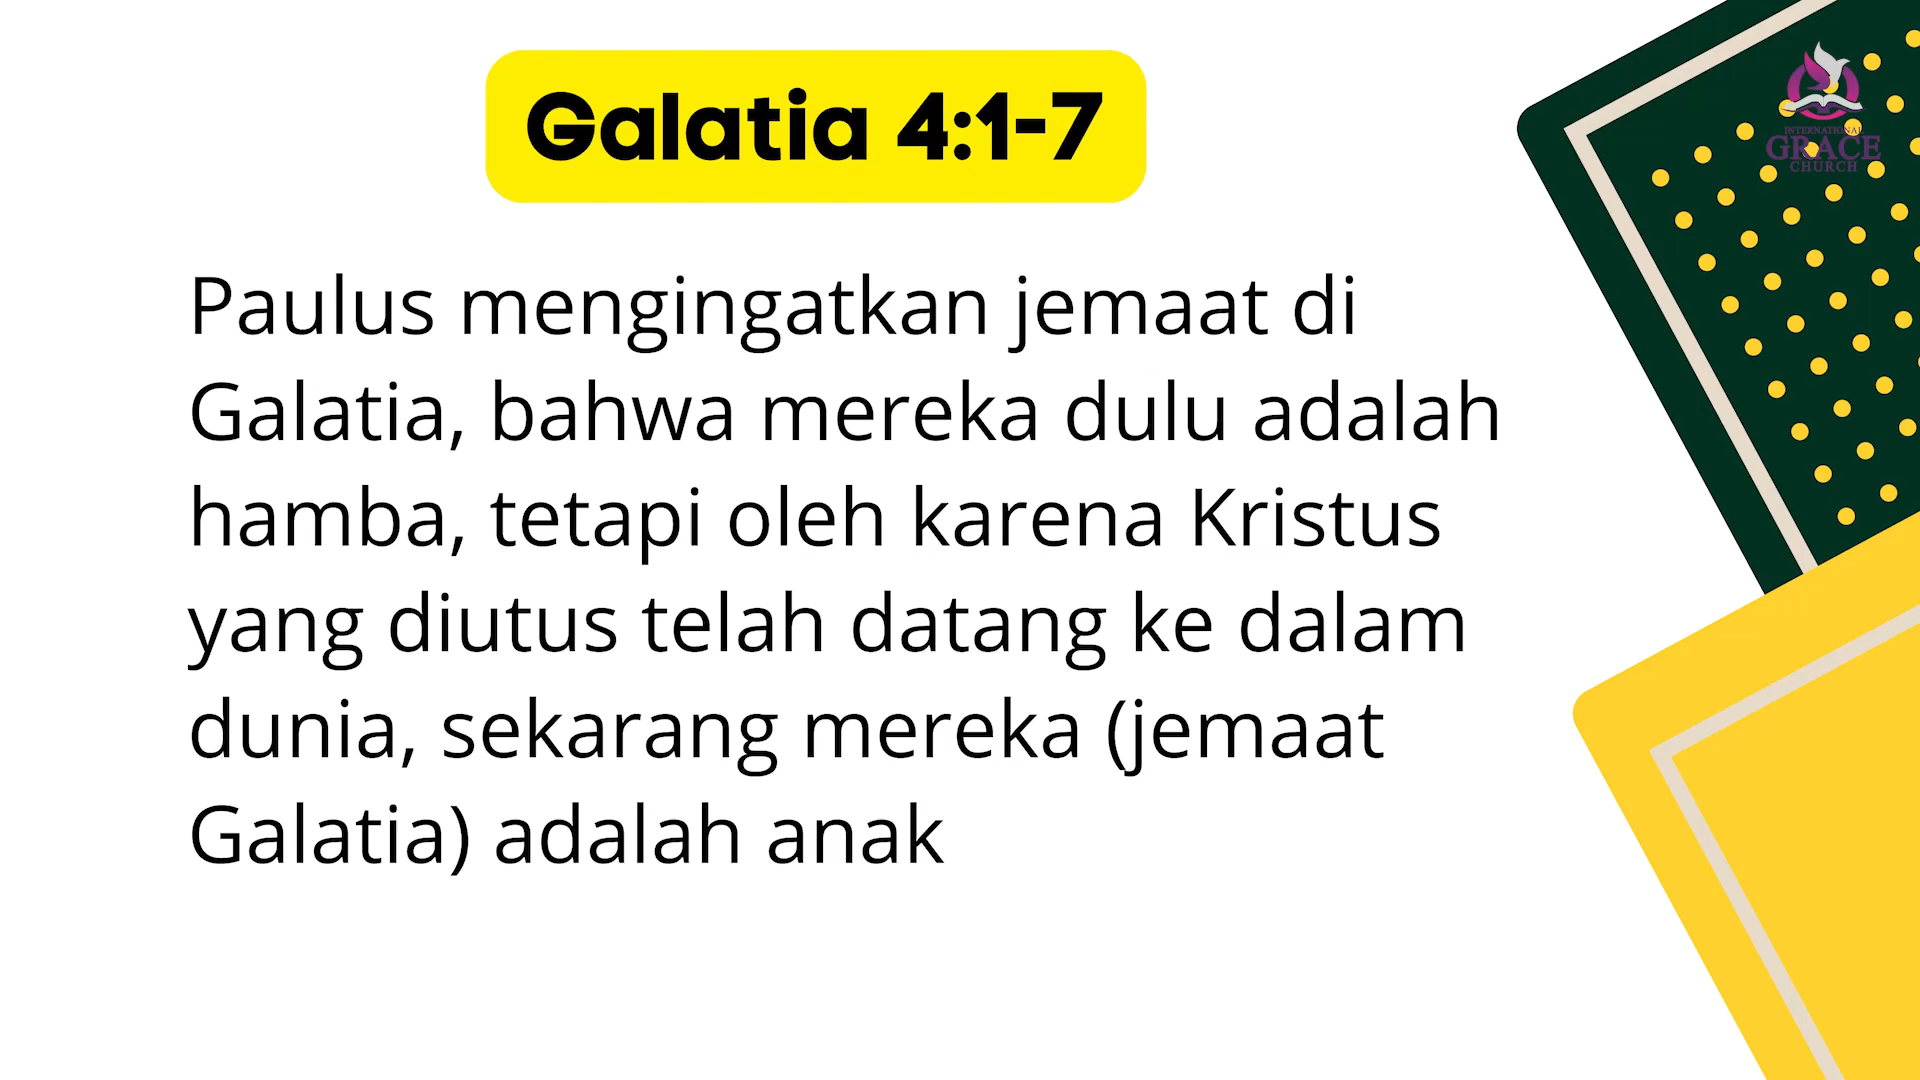 Galatia 4:1-7
INTERNATIONAL
GRACE
CHURCH
Paulus mengingatkan jemaat di
Galatia, bahwa mereka dulu adalah
hamba, tetapi oleh karena Kristus
yang diutus telah datang ke dalam
dunia, sekarang mereka (jemaat
Galatia) adalah anak